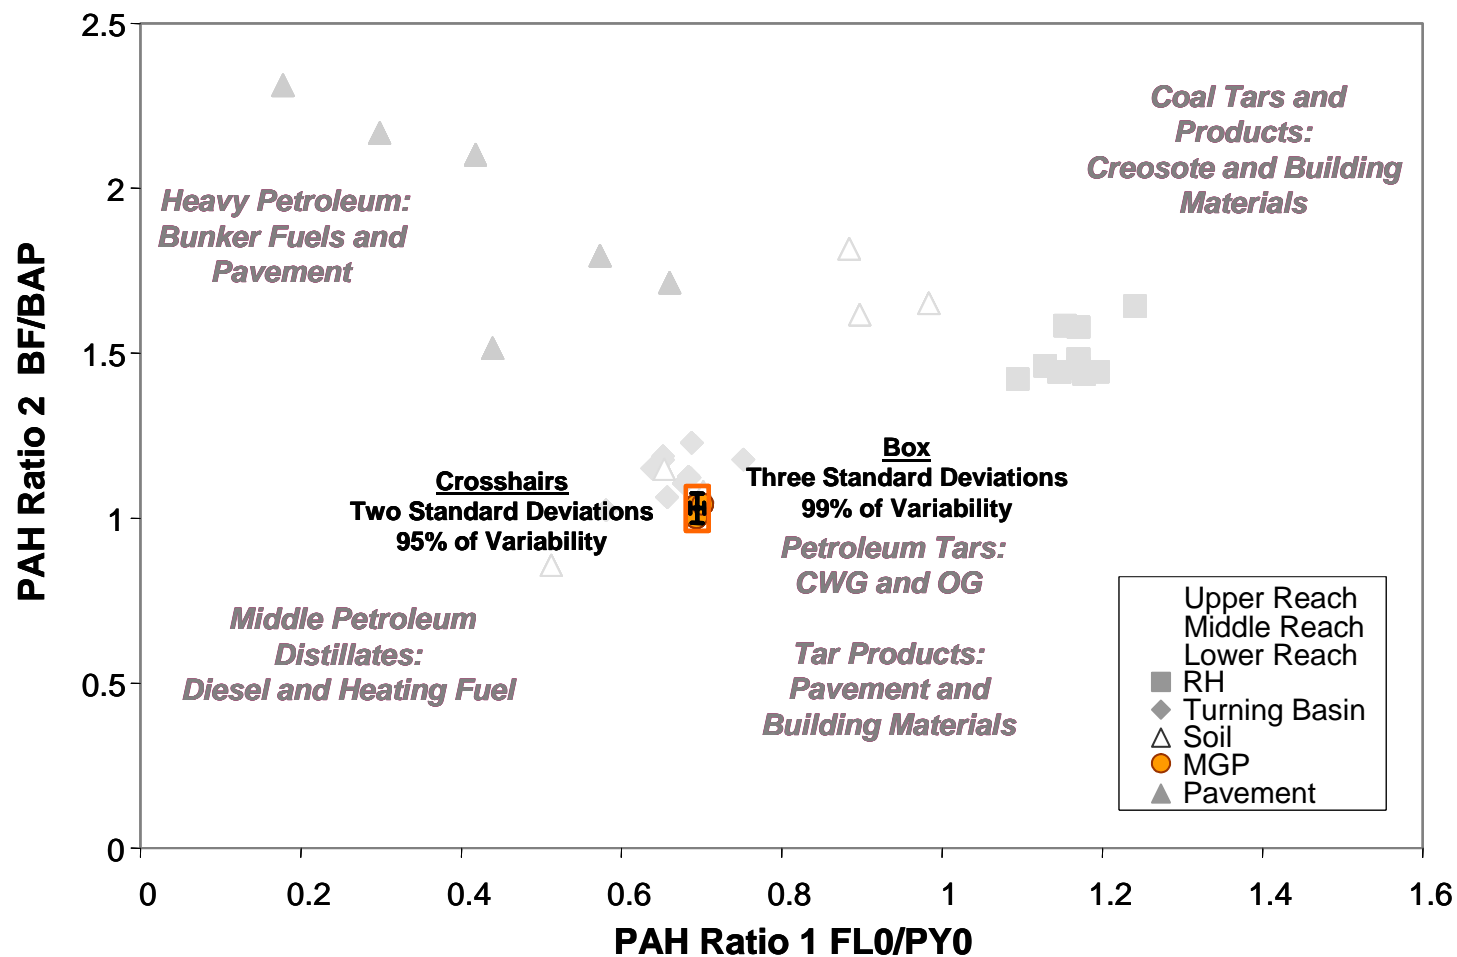 2.5
2
1.5
1
0.5
0
PAH Ratio 2 BF/BAP
Coal Tars and
Products:
Creosote and Building
Materials
Heavy Petroleum:
Bunker Fuels and
Pavement
Box
Three Standard Deviations
99% of Variability
Crosshairs
Two Standard Deviations
95% of Variability
Petroleum Tars:
CWG and OG
Middle Petroleum
Distillates:
Diesel and Heating Fuel
Tar Products:
Pavement and
Building Materials
Upper Reach
Middle Reach
Lower Reach
RH
Turning Basin
Soil
MGP
Pavement
0 0.2 0.4 0.6 0.8 1 1.2 1.4 1.6
PAH Ratio 1 FL0/PY0